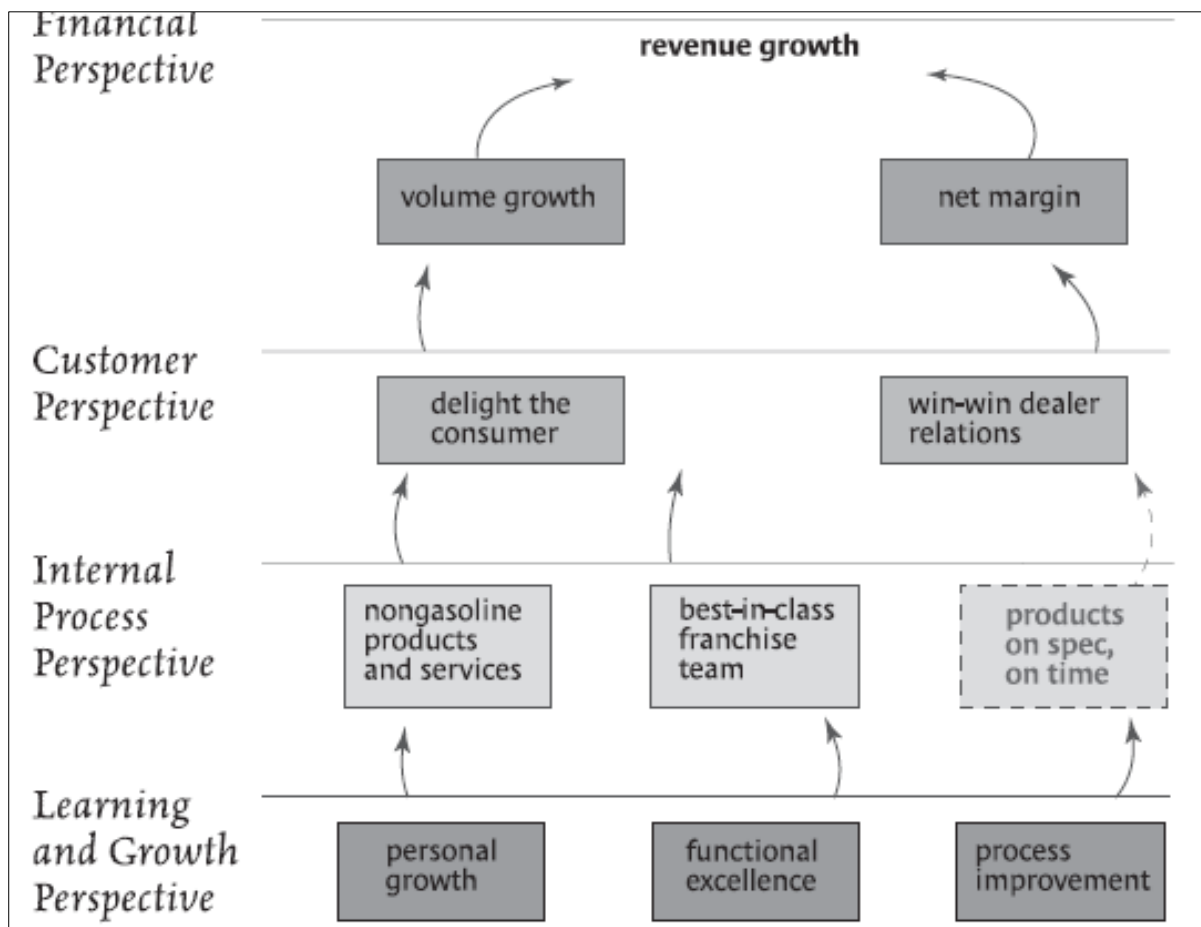 Financial
Perspective
revenue growth
volume growth
net margin
Customer
Perspective
delight the
consumer
win-win dealer
relations
Internal
Process
Perspective
nongasoline
products
and services
best-in-class
franchise
team
products
on spec,
on time
Learning
and Growth
Perspective
personal
growth
functional
excellence
process
improvement